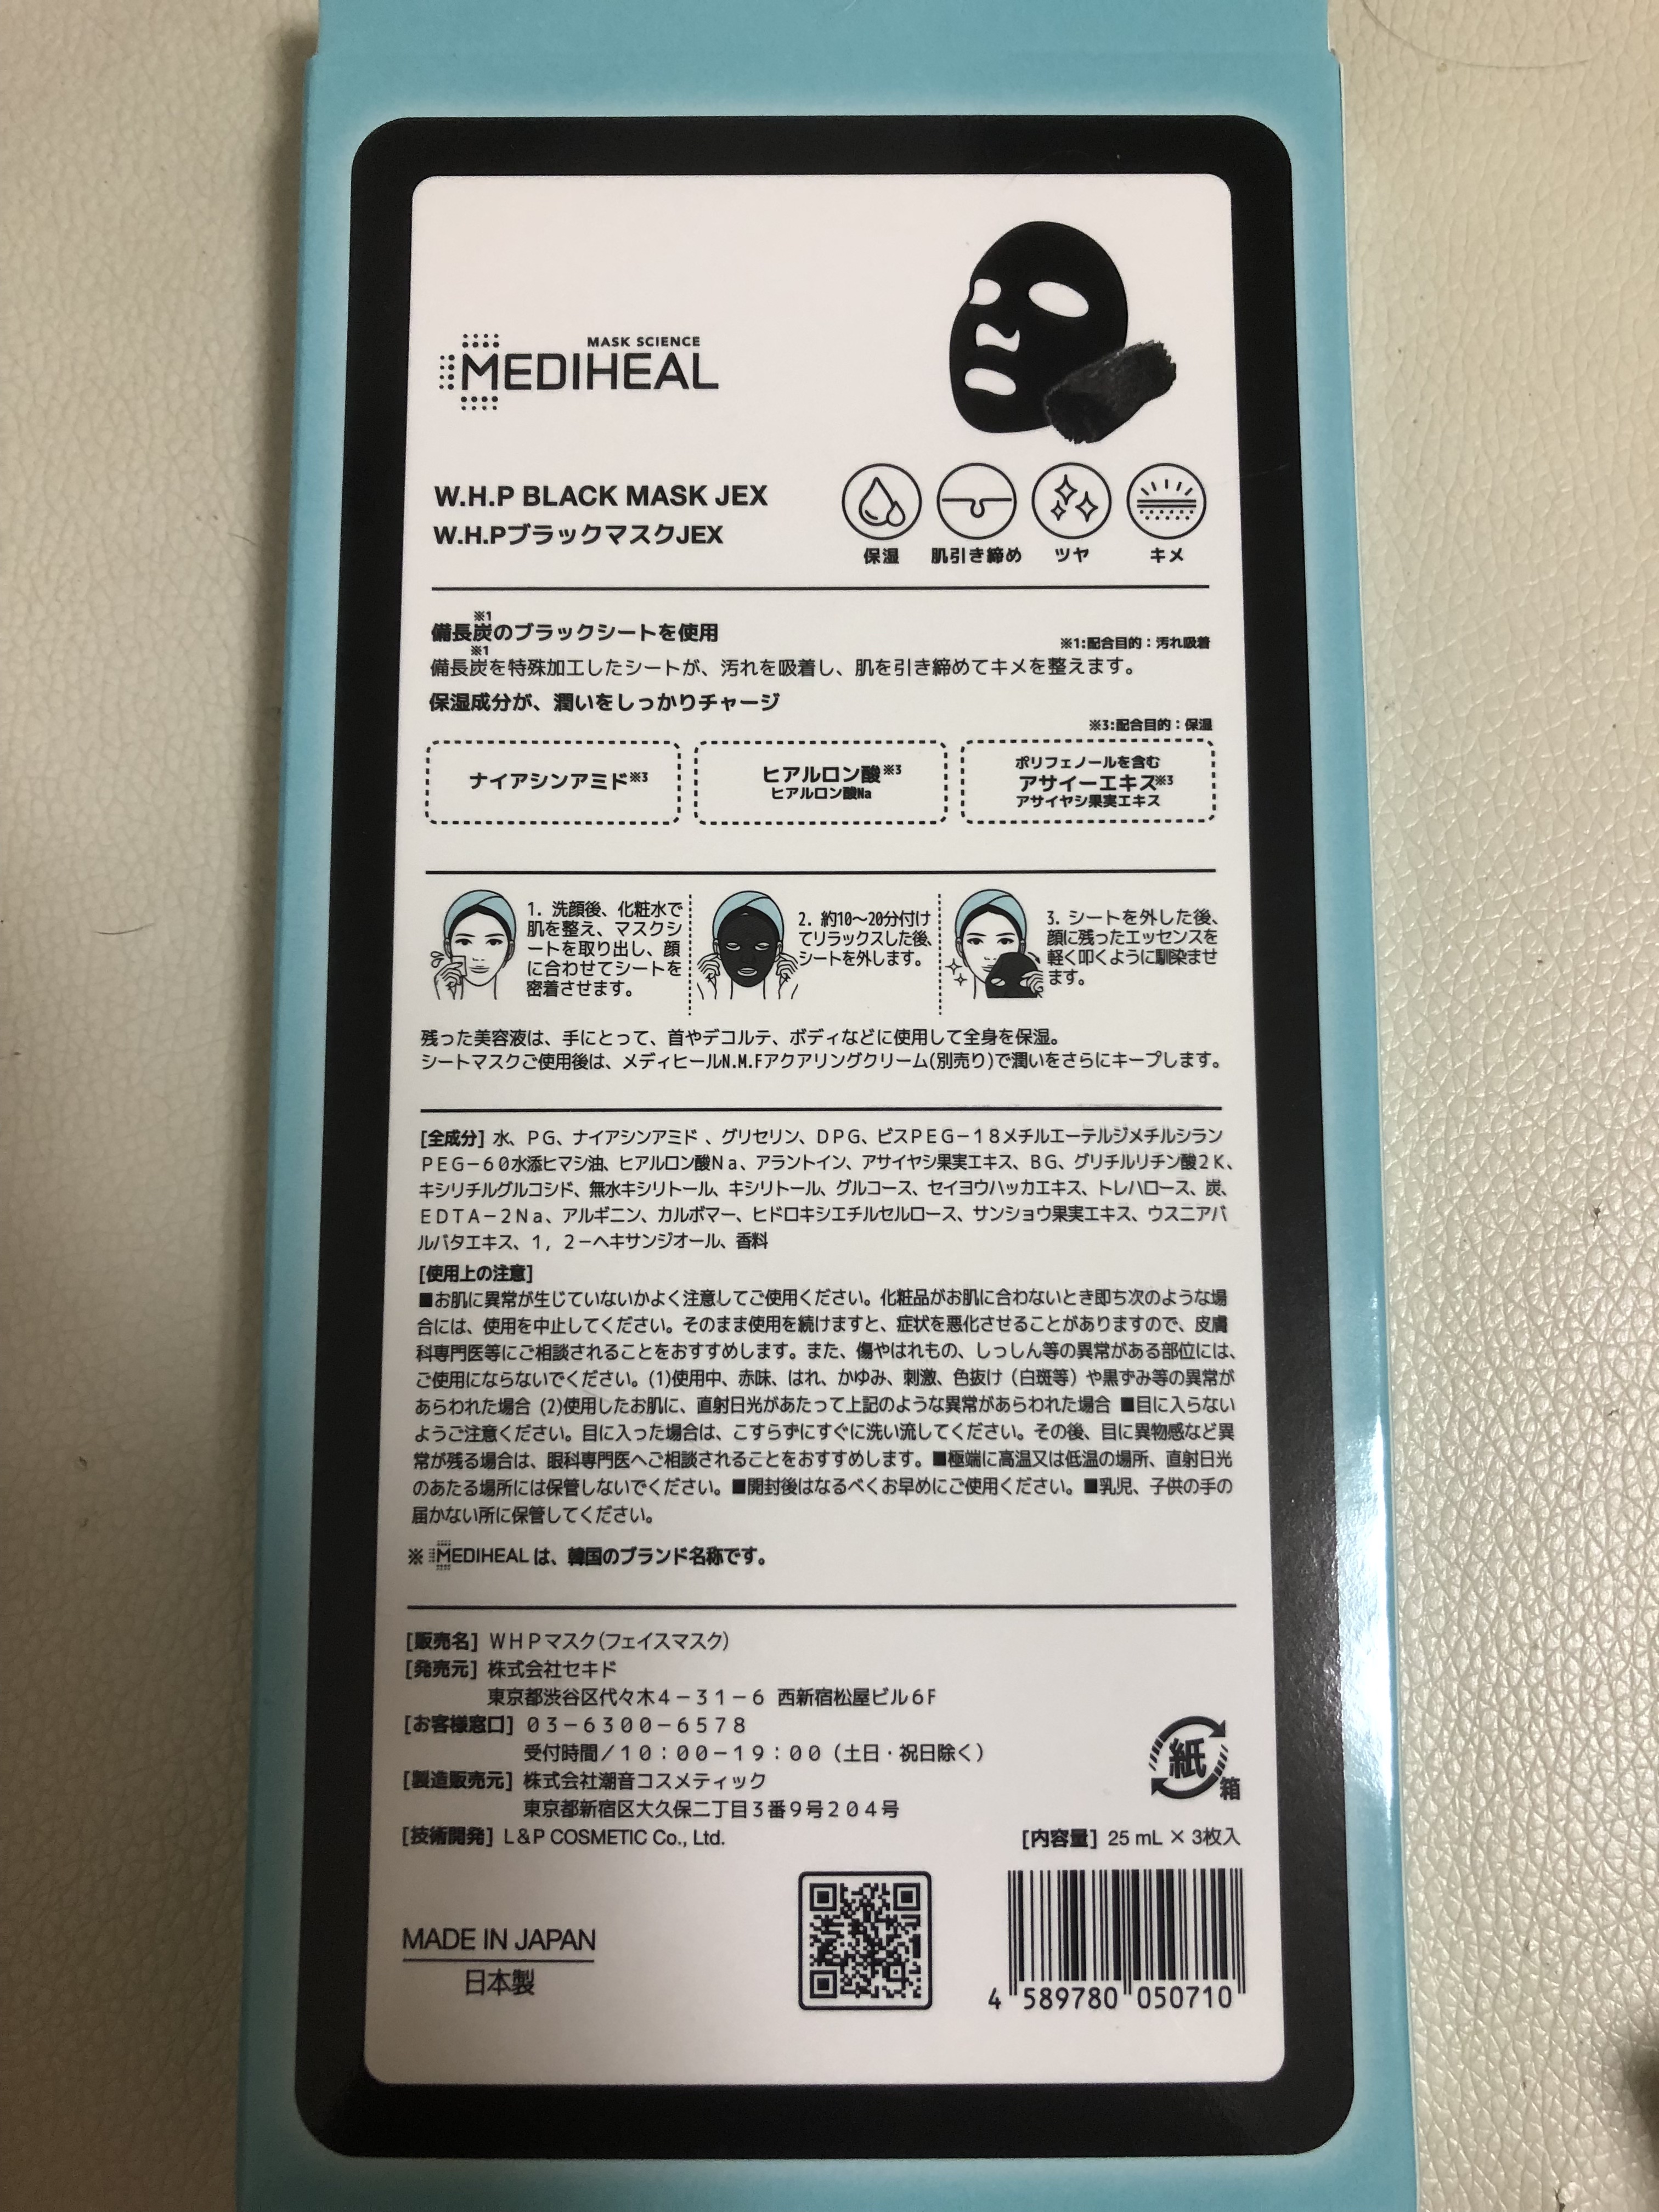 MASK SCIENCE
MEDIHEAL
W.H.P BLACK MASK JEX
W.H.PブラックマスクJEX
保湿 肌引き締め ツヤ キメ
備長炭※1のブラックシートを使用
※1:配合目的：汚れ吸着
備長炭※1を特殊加工したシートが、汚れを吸着し、肌を引き締めてキメを整えます。
保湿成分が、潤いをしっかりチャージ
※3:配合目的：保湿
ナイアシンアミド※3
ヒアルロン酸※3
ヒアルロン酸Na
ポリフェノールを含む
アサイーエキス※3
アサイヤシ果実エキス
1. 洗顔後、化粧水で
肌を整え、マスクシ
ートを取り出し、顔
に合わせてシートを
密着させます。
2. 約10～20分付け
てリラックスした後、
シートを外します。
3. シートを外した後、
顔に残ったエッセンスを
軽く叩くように馴染ませ
ます。
残った美容液は、手にとって、首やデコルテ、ボディなどに使用して全身を保湿。
シートマスクご使用後は、メディヒールN.M.Fアクアリングクリーム(別売り)で潤いをさらにキープします。
[全成分] 水、ＰＧ、ナイアシンアミド、グリセリン、ＤＰＧ、ビスＰＥＧ－１８メチルエーテルジメチルシラン
ＰＥＧ－６０水添ヒマシ油、ヒアルロン酸Ｎａ、アラントイン、アサイヤシ果実エキス、ＢＧ、グリチルリチン酸２Ｋ、
キシリチルグルコシド、無水キシリトール、キシリトール、グルコース、セイヨウハッカエキス、トレハロース、炭、
ＥＤＴＡ－２Ｎａ、アルギニン、カルボマー、ヒドロキシエチルセルロース、サンショウ果実エキス、ウスニアバ
ルバタエキス、１，２－ヘキサンジオール、香料
[使用上の注意]
■お肌に異常が生じていないかよく注意してご使用ください。化粧品がお肌に合わないとき即ち次のような場
合には、使用を中止してください。そのまま使用を続けますと、症状を悪化させることがありますので、皮膚
科専門医等にご相談されることをおすすめします。また、傷やはれもの、しっしん等の異常がある部位には、
ご使用にならないでください。(1)使用中、赤味、はれ、かゆみ、刺激、色抜け（白斑等）や黒ずみ等の異常が
あらわれた場合 (2)使用したお肌に、直射日光があたって上記のような異常があらわれた場合 ■目に入らない
ようご注意ください。目に入った場合は、こすらずにすぐに洗い流してください。その後、目に異物感など異
常が残る場合は、眼科専門医へご相談されることをおすすめします。■極端に高温又は低温の場所、直射日光
のあたる場所には保管しないでください。■開封後はなるべくお早めにご使用ください。■乳児、子供の手の
届かない所に保管してください。
※ MEDIHEAL は、韓国のブランド名称です。
[販売名] ＷＨＰマスク(フェイスマスク)
[発売元] 株式会社セキド
東京都渋谷区代々木４－３１－６ 西新宿松屋ビル６Ｆ
[お客様窓口] ０３－６３００－６５７８
受付時間／１０：００－１９：００（土日・祝日除く）
[製造販売元] 株式会社潮音コスメティック
東京都新宿区大久保二丁目３番９号２０４号
[技術開発] L&P COSMETIC Co., Ltd.
紙
箱
[内容量] 25 mL × 3枚入
MADE IN JAPAN
日本製
4 589780 050710